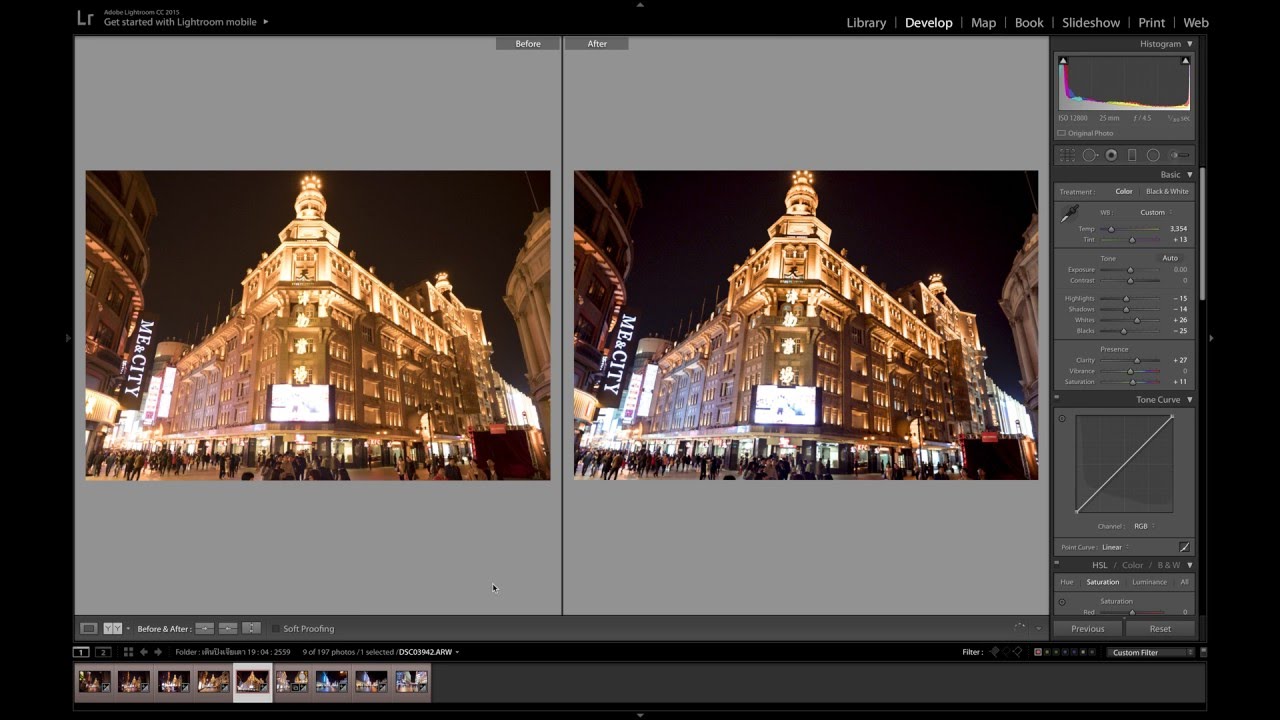 Lr
Adobe Lightroom CC 2015
Get started with Lightroom mobile
Library | Develop | Map | Book | Slideshow | Print | Web
Before
After
Histogram
ISO 12800 25 mm ƒ / 4.5
Original Photo
Basic
Treatment : Color Black & White
WB : Custom
Temp 3,354
Tint + 13
Tone Auto
Exposure 0.00
Contrast 0
Highlights − 15
Shadows − 14
Whites + 26
Blacks − 25
Presence
Clarity + 27
Vibrance 0
Saturation + 11
Tone Curve
Channel : RGB
Point Curve : Linear
HSL / Color / B & W
Hue Saturation Luminance All
Saturation
Red 0
Previous Reset
ME&CITY
ME&CITY
Y Y Before & After : Soft Proofing
1 2 Folder : เดินปังเจียเตา 19 : 04 : 2559 9 of 197 photos / 1 selected / DSC03942.ARW
Filter : Custom Filter